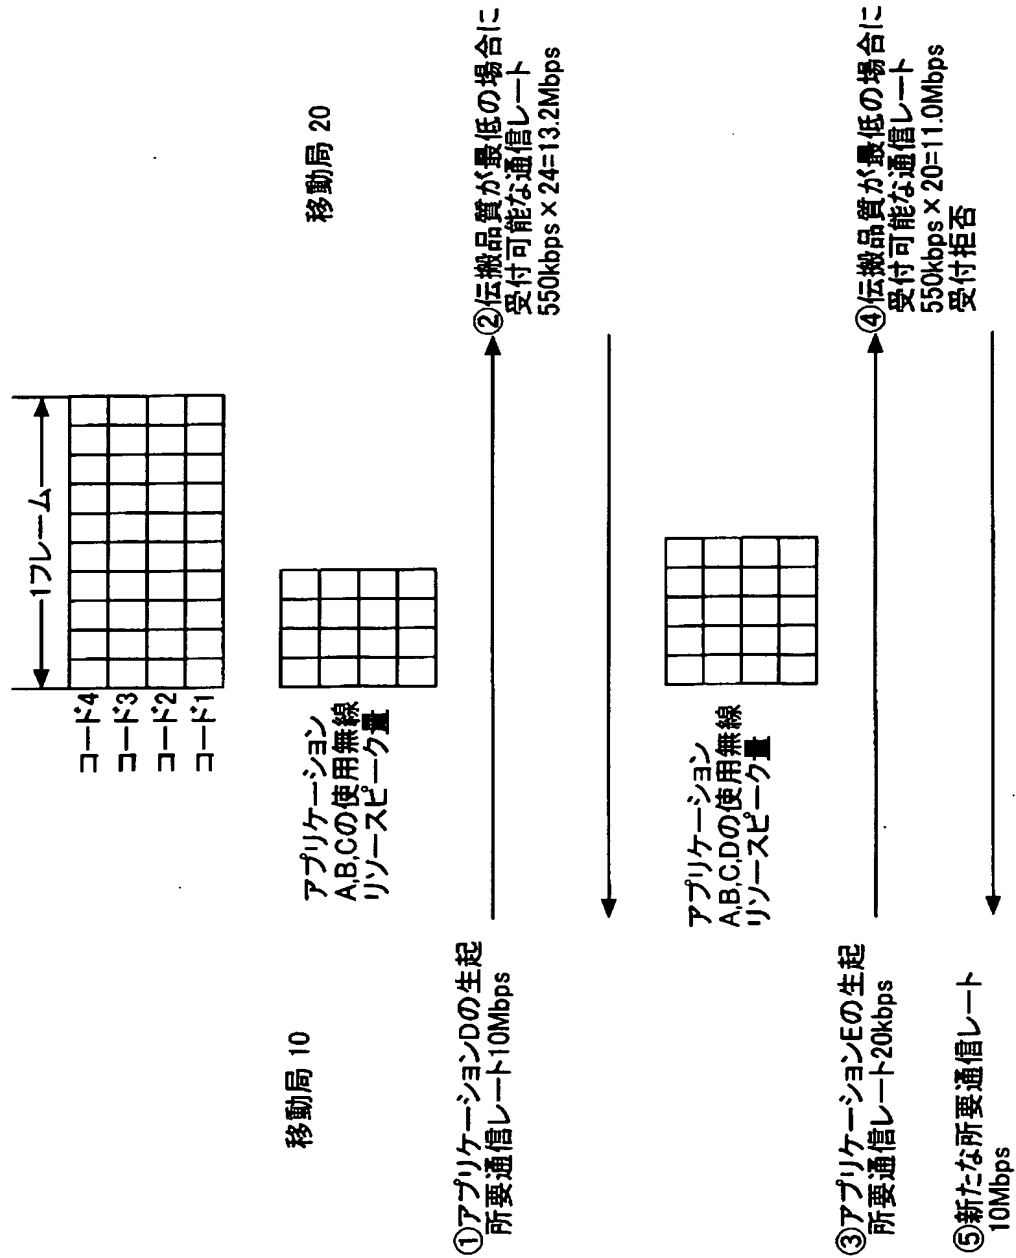 1フレーム
コード4
コード3
コード2
コード1
移動局 10
移動局 20
アプリケーション
A,B,Cの使用無線
リソースピーク量
①アプリケーションDの生起
所要通信レート10Mbps
②伝搬品質が最低の場合に
受付可能な通信レート
550kbps×24=13.2Mbps
アプリケーション
A,B,C,Dの使用無線
リソースピーク量
③アプリケーションEの生起
所要通信レート20kbps
④伝搬品質が最低の場合に
受付可能な通信レート
550kbps×20=11.0Mbps
受付拒否
⑤新たな所要通信レート
10Mbps